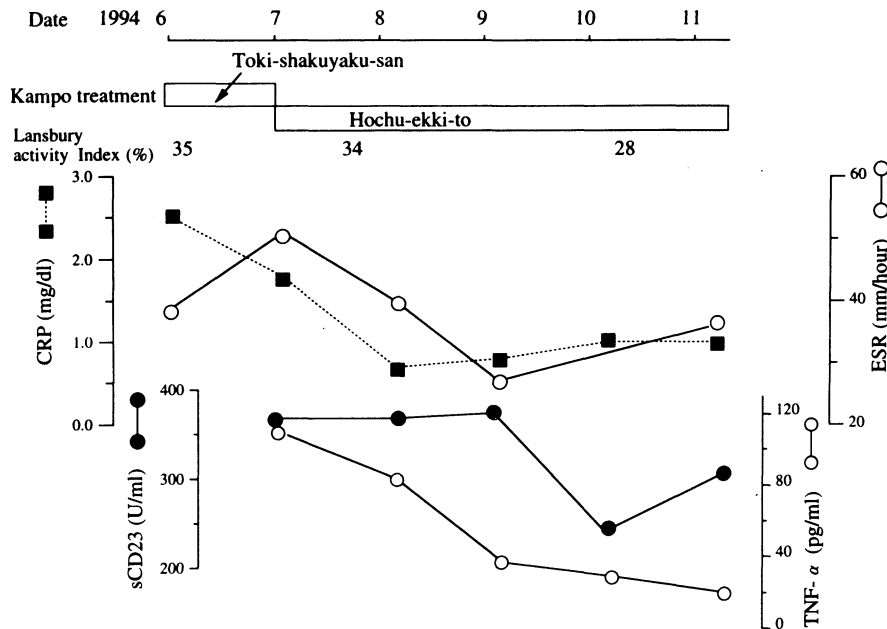 Date 1994 6 7 8 9 10 11
Toki-shakuyaku-san
Kampo treatment
Hochu-ekki-to
Lansbury
activity Index (%)
35 34 28
3.0
2.0
1.0
0.0
CRP (mg/dl)
60
40
20
ESR (mm/hour)
400
300
200
sCD23 (U/ml)
120
80
40
0
TNF- α (pg/ml)